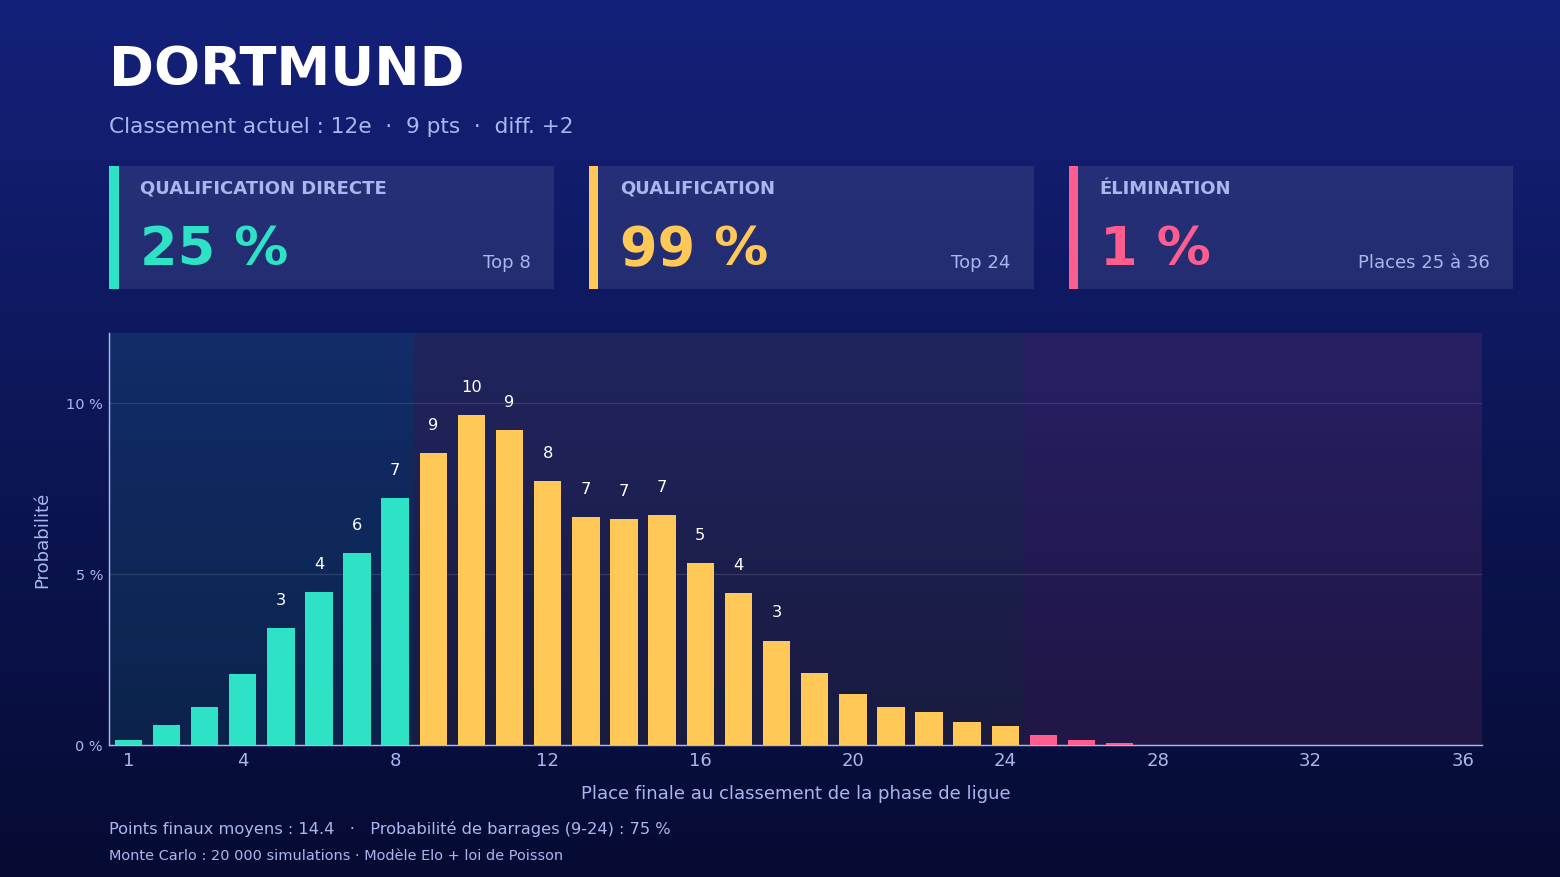 DORTMUND
Classement actuel : 12e · 9 pts · diff. +2
QUALIFICATION DIRECTE
25 %
Top 8
QUALIFICATION
99 %
Top 24
ÉLIMINATION
1 %
Places 25 à 36
Probabilité
10 %
5 %
0 %
3
4
6
7
9
10
9
8
7
7
7
5
4
3
1 4 8 12 16 20 24 28 32 36
Place finale au classement de la phase de ligue
Points finaux moyens : 14.4 · Probabilité de barrages (9-24) : 75 %
Monte Carlo : 20 000 simulations · Modèle Elo + loi de Poisson